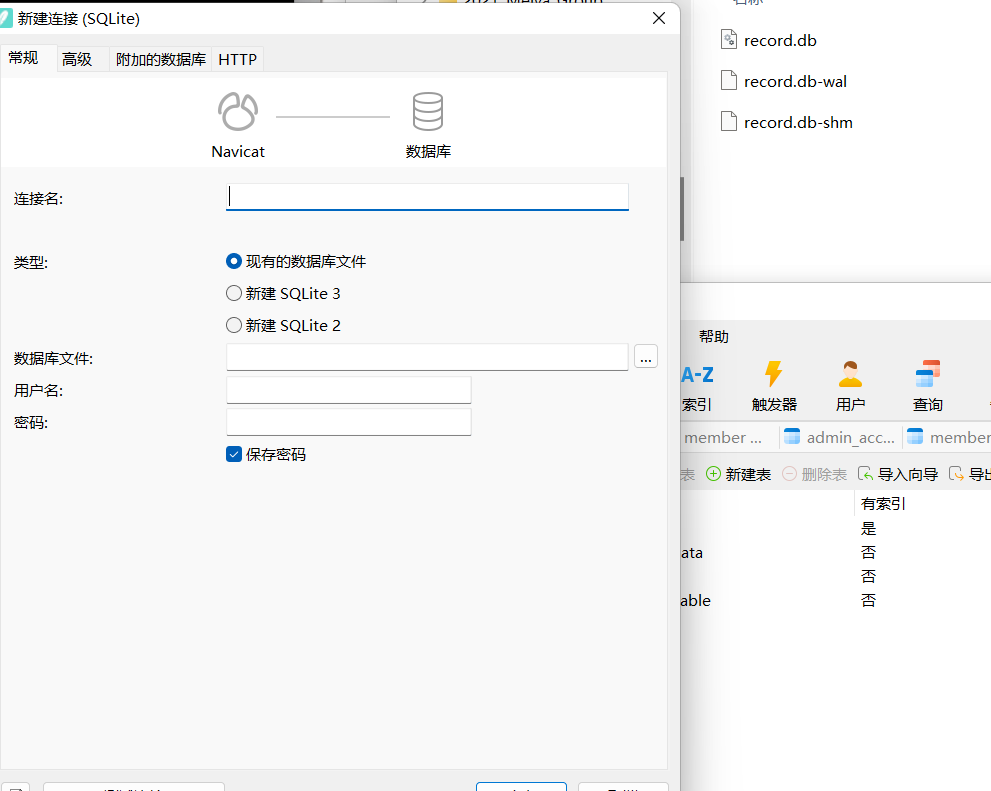 新建连接 (SQLite)
常规 高级 附加的数据库 HTTP
Navicat 数据库
连接名:
类型:
现有的数据库文件
新建 SQLite 3
新建 SQLite 2
数据库文件:
...
用户名:
密码:
保存密码
名称
record.db
record.db-wal
record.db-shm
帮助
A-Z
索引 触发器 用户 查询
member ... admin_acc... member
表 新建表 删除表 导入向导 导出
有索引
是
ata 否
否
able 否